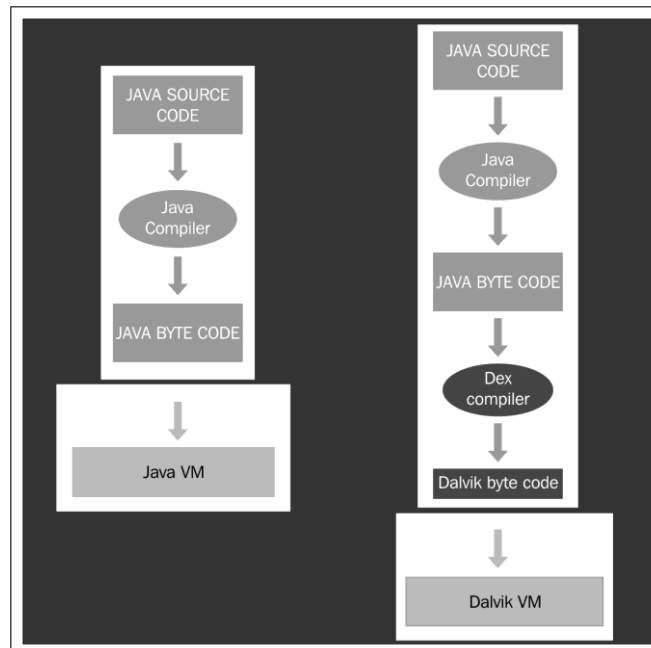 JAVA SOURCE
CODE
Java
Compiler
JAVA BYTE CODE
Java VM
JAVA SOURCE
CODE
Java
Compiler
JAVA BYTE CODE
Dex
compiler
Dalvik byte code
Dalvik VM